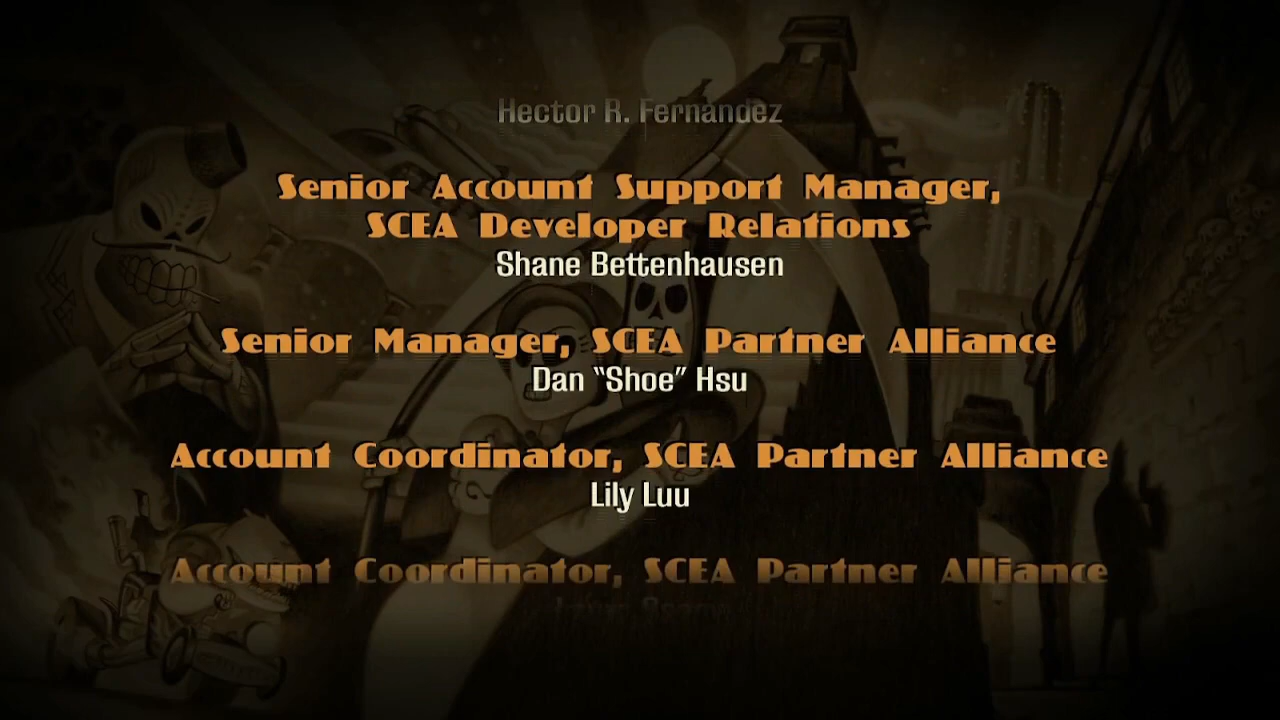 Hector R. Fernandez
Senior Account Support Manager,
SCEA Developer Relations
Shane Bettenhausen
Senior Manager, SCEA Partner Alliance
Dan “Shoe” Hsu
Account Coordinator, SCEA Partner Alliance
Lily Luu
Account Coordinator, SCEA Partner Alliance